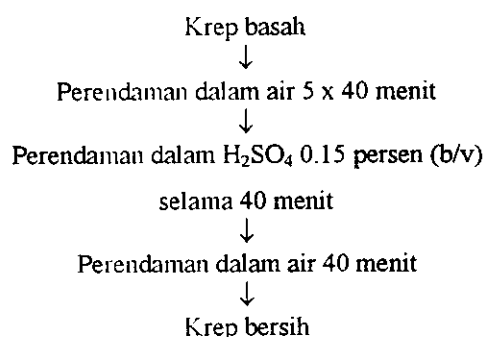 Krep basah
↓
Perendaman dalam air 5 x 40 menit
↓
Perendaman dalam H₂SO₄ 0.15 persen (b/v)
selama 40 menit
↓
Perendaman dalam air 40 menit
↓
Krep bersih